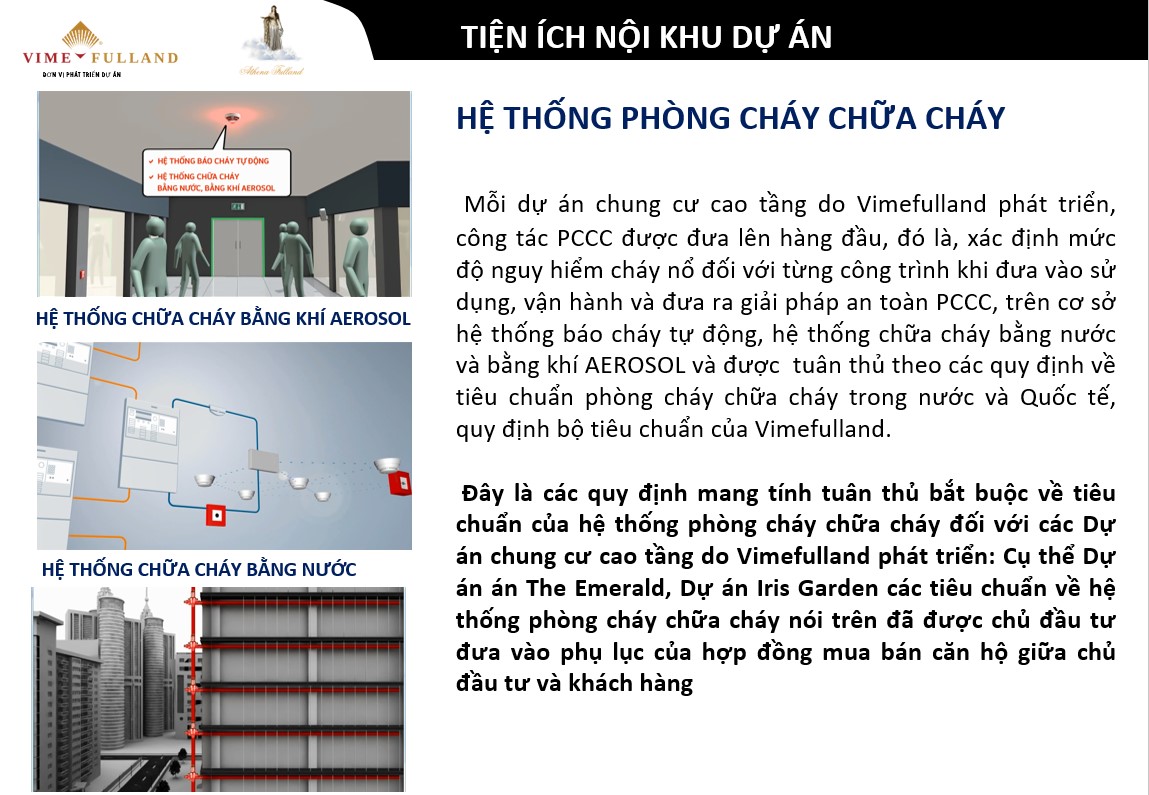 VIME FULLAND
ĐƠN VỊ PHÁT TRIỂN DỰ ÁN
Athena Fulland
TIỆN ÍCH NỘI KHU DỰ ÁN
HỆ THỐNG BÁO CHÁY TỰ ĐỘNG
HỆ THỐNG CHỮA CHÁY
BẰNG NƯỚC, BẰNG KHÍ AEROSOL
HỆ THỐNG CHỮA CHÁY BẰNG KHÍ AEROSOL
HỆ THỐNG CHỮA CHÁY BẰNG NƯỚC
HỆ THỐNG PHÒNG CHÁY CHỮA CHÁY
Mỗi dự án chung cư cao tầng do Vimefulland phát triển,
công tác PCCC được đưa lên hàng đầu, đó là, xác định mức
độ nguy hiểm cháy nổ đối với từng công trình khi đưa vào sử
dụng, vận hành và đưa ra giải pháp an toàn PCCC, trên cơ sở
hệ thống báo cháy tự động, hệ thống chữa cháy bằng nước
và bằng khí AEROSOL và được tuân thủ theo các quy định về
tiêu chuẩn phòng cháy chữa cháy trong nước và Quốc tế,
quy định bộ tiêu chuẩn của Vimefulland.
Đây là các quy định mang tính tuân thủ bắt buộc về tiêu
chuẩn của hệ thống phòng cháy chữa cháy đối với các Dự
án chung cư cao tầng do Vimefulland phát triển: Cụ thể Dự
án án The Emerald, Dự án Iris Garden các tiêu chuẩn về hệ
thống phòng cháy chữa cháy nói trên đã được chủ đầu tư
đưa vào phụ lục của hợp đồng mua bán căn hộ giữa chủ
đầu tư và khách hàng